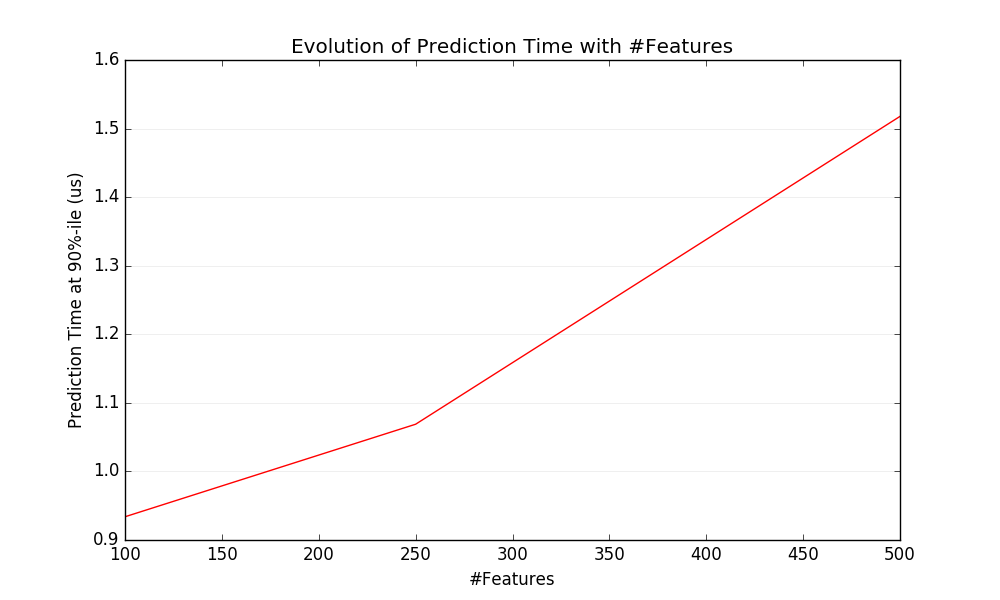 Evolution of Prediction Time with #Features
Prediction Time at 90%-ile (us)
1.6
1.5
1.4
1.3
1.2
1.1
1.0
0.9
100 150 200 250 300 350 400 450 500
#Features